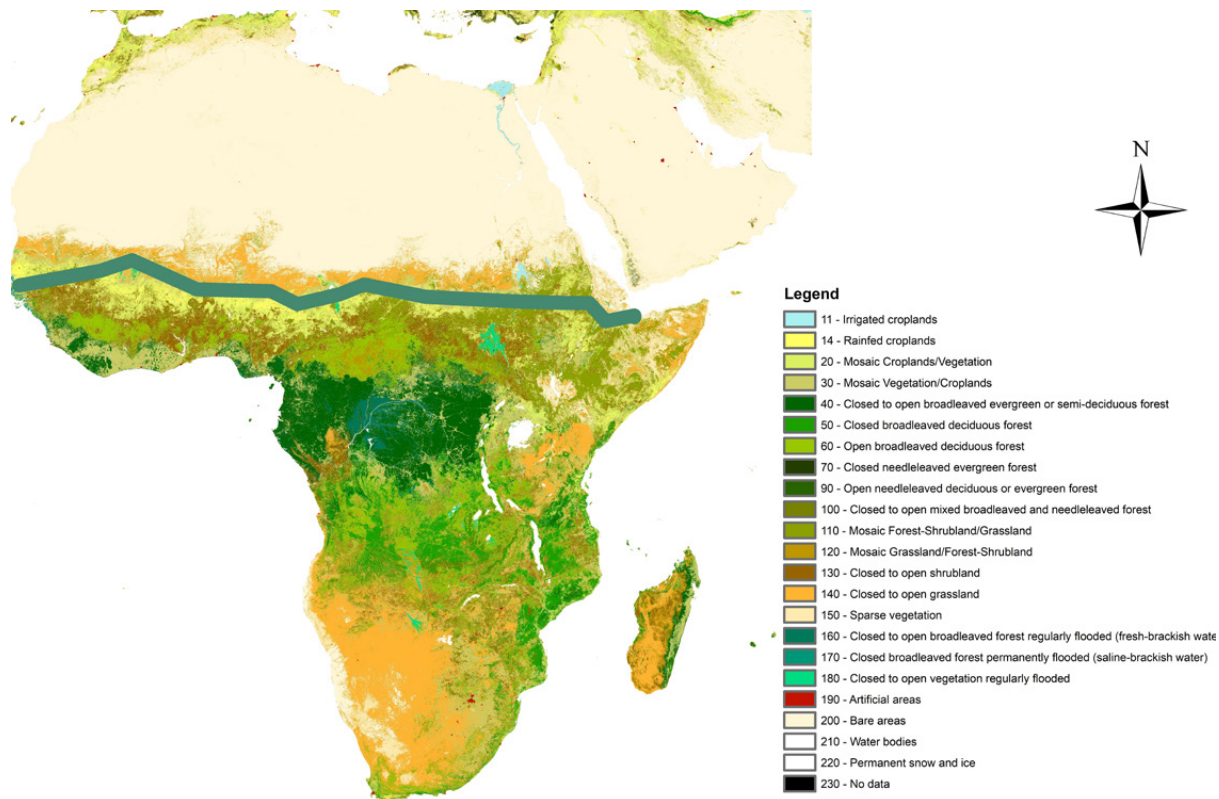 N
Legend
11 - Irrigated croplands
14 - Rainfed croplands
20 - Mosaic Croplands/Vegetation
30 - Mosaic Vegetation/Croplands
40 - Closed to open broadleaved evergreen or semi-deciduous forest
50 - Closed broadleaved deciduous forest
60 - Open broadleaved deciduous forest
70 - Closed needleleaved evergreen forest
90 - Open needleleaved deciduous or evergreen forest
100 - Closed to open mixed broadleaved and needleleaved forest
110 - Mosaic Forest-Shrubland/Grassland
120 - Mosaic Grassland/Forest-Shrubland
130 - Closed to open shrubland
140 - Closed to open grassland
150 - Sparse vegetation
160 - Closed to open broadleaved forest regularly flooded (fresh-brackish wate
170 - Closed broadleaved forest permanently flooded (saline-brackish water)
180 - Closed to open vegetation regularly flooded
190 - Artificial areas
200 - Bare areas
210 - Water bodies
220 - Permanent snow and ice
230 - No data